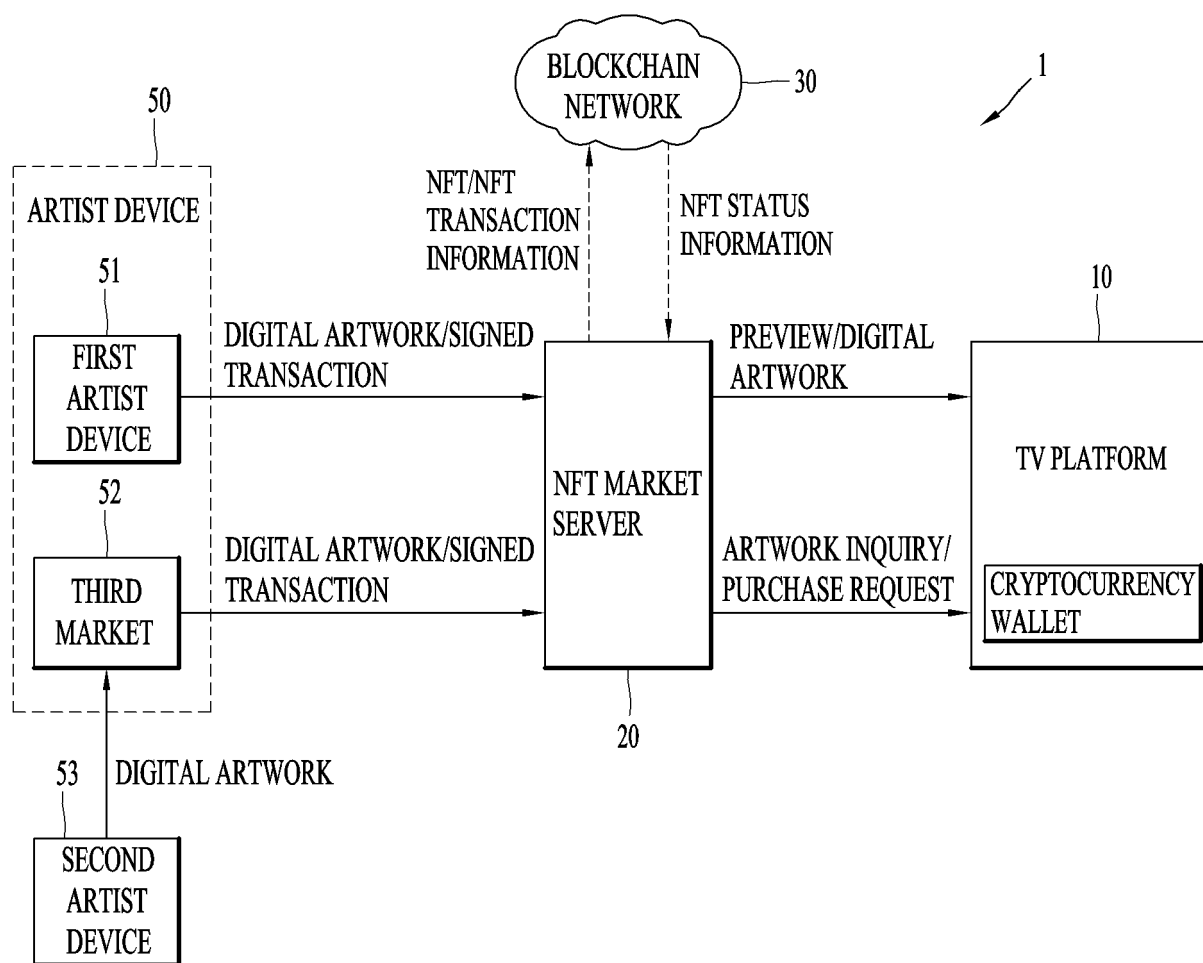 BLOCKCHAIN
NETWORK
30
1
50
ARTIST DEVICE
NFT/NFT
TRANSACTION
INFORMATION
NFT STATUS
INFORMATION
51
FIRST
ARTIST
DEVICE
DIGITAL ARTWORK/SIGNED
TRANSACTION
PREVIEW/DIGITAL
ARTWORK
10
TV PLATFORM
NFT MARKET
SERVER
52
THIRD
MARKET
DIGITAL ARTWORK/SIGNED
TRANSACTION
ARTWORK INQUIRY/
PURCHASE REQUEST
CRYPTOCURRENCY
WALLET
20
53
DIGITAL ARTWORK
SECOND
ARTIST
DEVICE